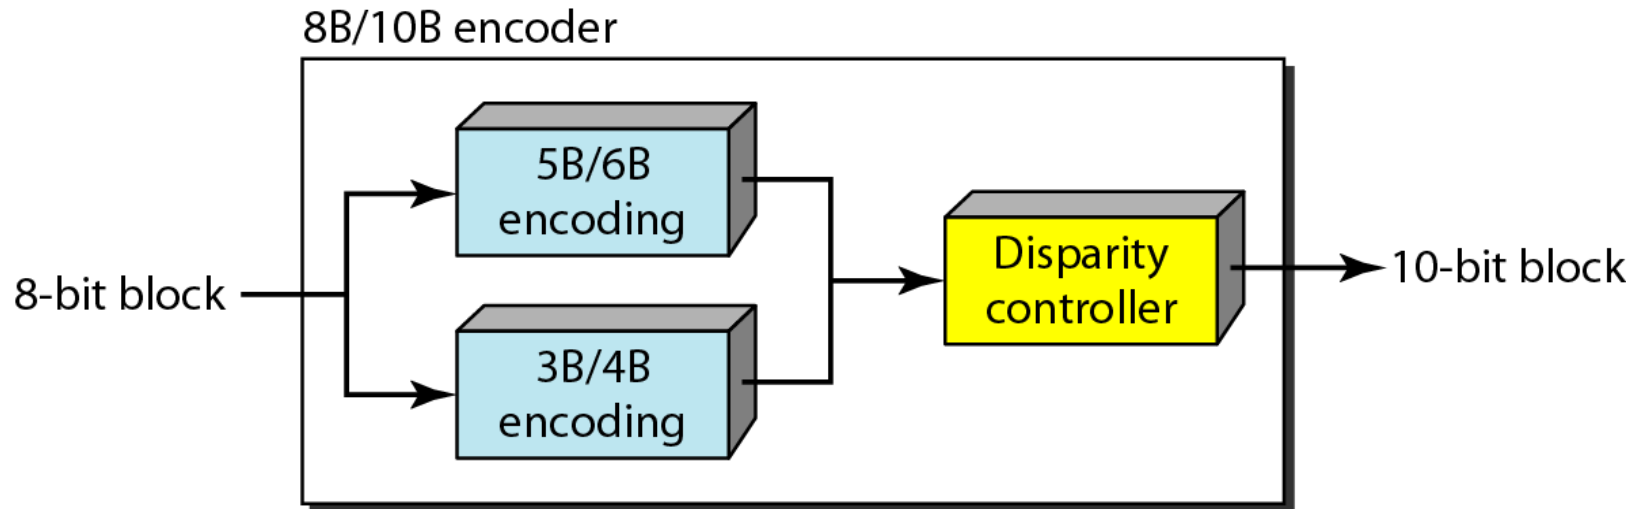 8B/10B encoder
5B/6B
encoding
8-bit block
3B/4B
encoding
Disparity
controller
10-bit block